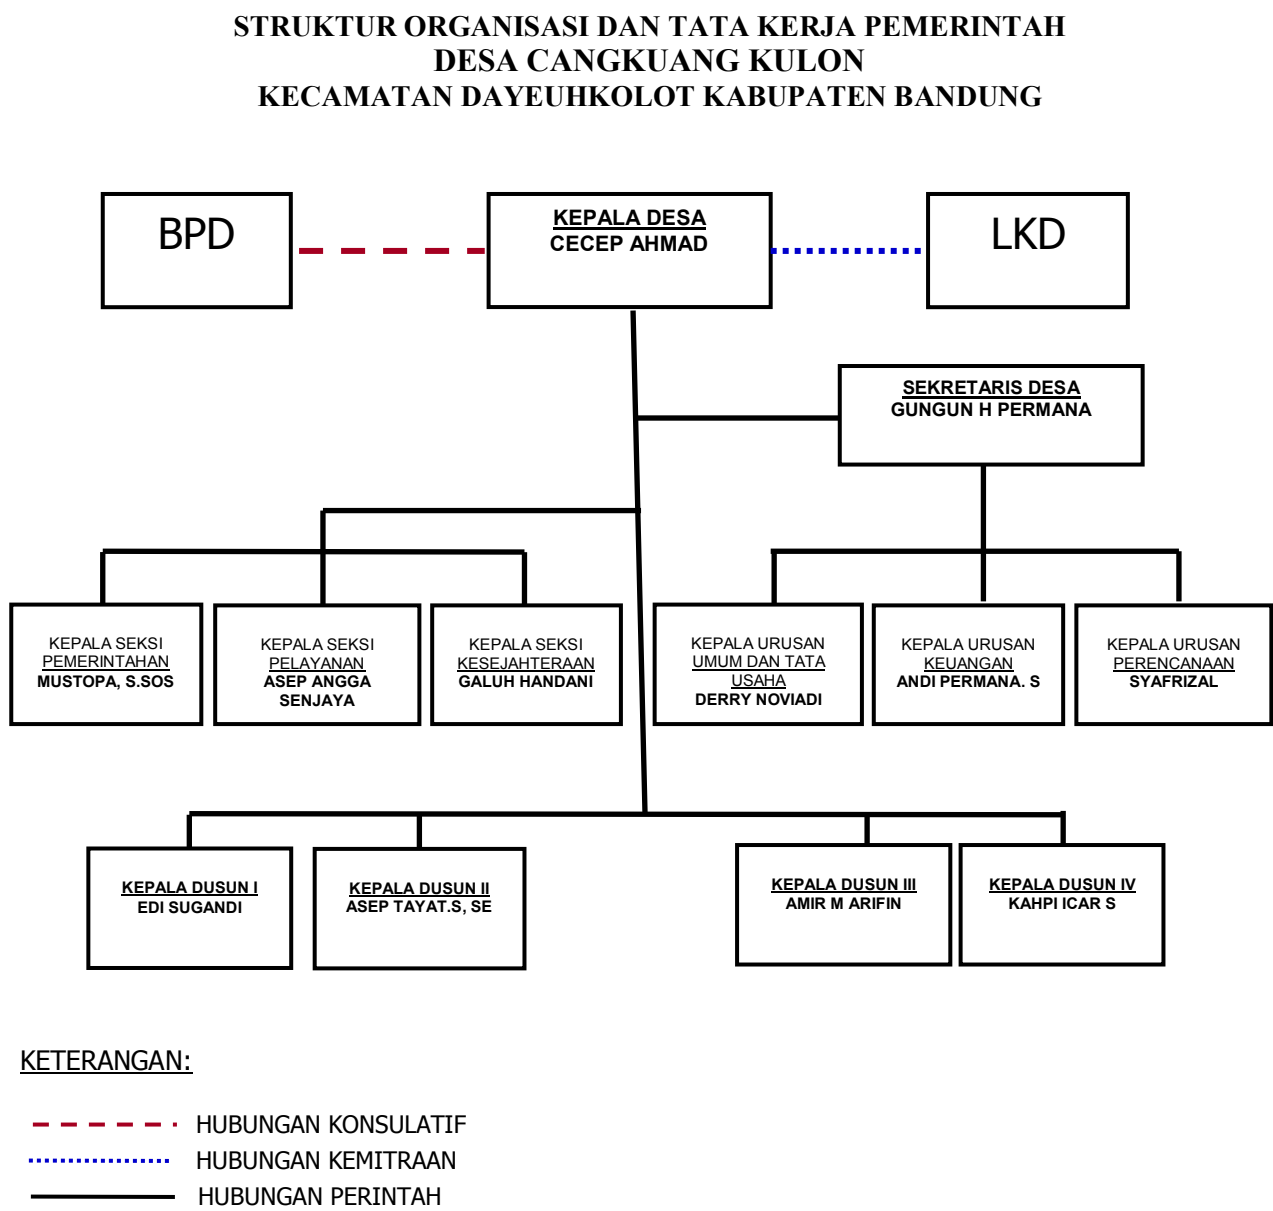 STRUKTUR ORGANISASI DAN TATA KERJA PEMERINTAH
DESA CANGKUANG KULON
KECAMATAN DAYEUHKOLOT KABUPATEN BANDUNG
BPD
KEPALA DESA
CECEP AHMAD
LKD
SEKRETARIS DESA
GUNGUN H PERMANA
KEPALA SEKSI
PEMERINTAHAN
MUSTOPA, S.SOS
KEPALA SEKSI
PELAYANAN
ASEP ANGGA
SENJAYA
KEPALA SEKSI
KESEJAHTERAAN
GALUH HANDANI
KEPALA URUSAN
UMUM DAN TATA
USAHA
DERRY NOVIADI
KEPALA URUSAN
KEUANGAN
ANDI PERMANA. S
KEPALA URUSAN
PERENCANAAN
SYAFRIZAL
KEPALA DUSUN I
EDI SUGANDI
KEPALA DUSUN II
ASEP TAYAT.S, SE
KEPALA DUSUN III
AMIR M ARIFIN
KEPALA DUSUN IV
KAHPI ICAR S
KETERANGAN:
HUBUNGAN KONSULATIF
HUBUNGAN KEMITRAAN
HUBUNGAN PERINTAH